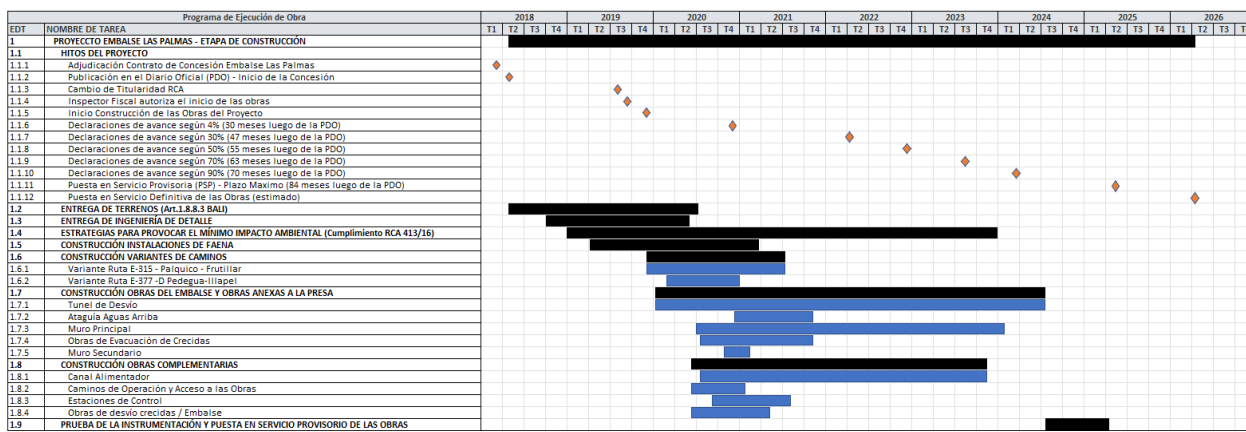 Programa de Ejecución de Obra 2018 2019 2020 2021 2022 2023 2024 2025 2026
EDT NOMBRE DE TAREA T1 T2 T3 T4 T1 T2 T3 T4 T1 T2 T3 T4 T1 T2 T3 T4 T1 T2 T3 T4 T1 T2 T3 T4 T1 T2 T3 T4 T1 T2 T3 T4 T1 T2 T3
1 PROYECCTO EMBALSE LAS PALMAS - ETAPA DE CONSTRUCCIÓN
1.1 HITOS DEL PROYECTO
1.1.1 Adjudicación Contrato de Concesión Embalse Las Palmas
1.1.2 Publicación en el Diario Oficial (PDO) - Inicio de la Concesión
1.1.3 Cambio de Titularidad RCA
1.1.4 Inspector Fiscal autoriza el inicio de las obras
1.1.5 Inicio Construcción de las Obras del Proyecto
1.1.6 Declaraciones de avance según 4% (30 meses luego de la PDO)
1.1.7 Declaraciones de avance según 30% (47 meses luego de la PDO)
1.1.8 Declaraciones de avance según 50% (55 meses luego de la PDO)
1.1.9 Declaraciones de avance según 70% (63 meses luego de la PDO)
1.1.10 Declaraciones de avance según 90% (70 meses luego de la PDO)
1.1.11 Puesta en Servicio Provisoria (PSP) - Plazo Maximo (84 meses luego de la PDO)
1.1.12 Puesta en Servicio Definitiva de las Obras (estimado)
1.2 ENTREGA DE TERRENOS (Art.1.8.8.3 BALI)
1.3 ENTREGA DE INGENIERÍA DE DETALLE
1.4 ESTRATEGIAS PARA PROVOCAR EL MÍNIMO IMPACTO AMBIENTAL (Cumplimiento RCA 413/16)
1.5 CONSTRUCCIÓN INSTALACIONES DE FAENA
1.6 CONSTRUCCIÓN VARIANTES DE CAMINOS
1.6.1 Variante Ruta E-315 - Palquico - Frutillar
1.6.2 Variante Ruta E-377 -D Pedegua-Illapel
1.7 CONSTRUCCIÓN OBRAS DEL EMBALSE Y OBRAS ANEXAS A LA PRESA
1.7.1 Tunel de Desvío
1.7.2 Ataguía Aguas Arriba
1.7.3 Muro Principal
1.7.4 Obras de Evacuación de Crecidas
1.7.5 Muro Secundario
1.8 CONSTRUCCIÓN OBRAS COMPLEMENTARIAS
1.8.1 Canal Alimentador
1.8.2 Caminos de Operación y Acceso a las Obras
1.8.3 Estaciones de Control
1.8.4 Obras de desvío crecidas / Embalse
1.9 PRUEBA DE LA INSTRUMENTACIÓN Y PUESTA EN SERVICIO PROVISORIO DE LAS OBRAS